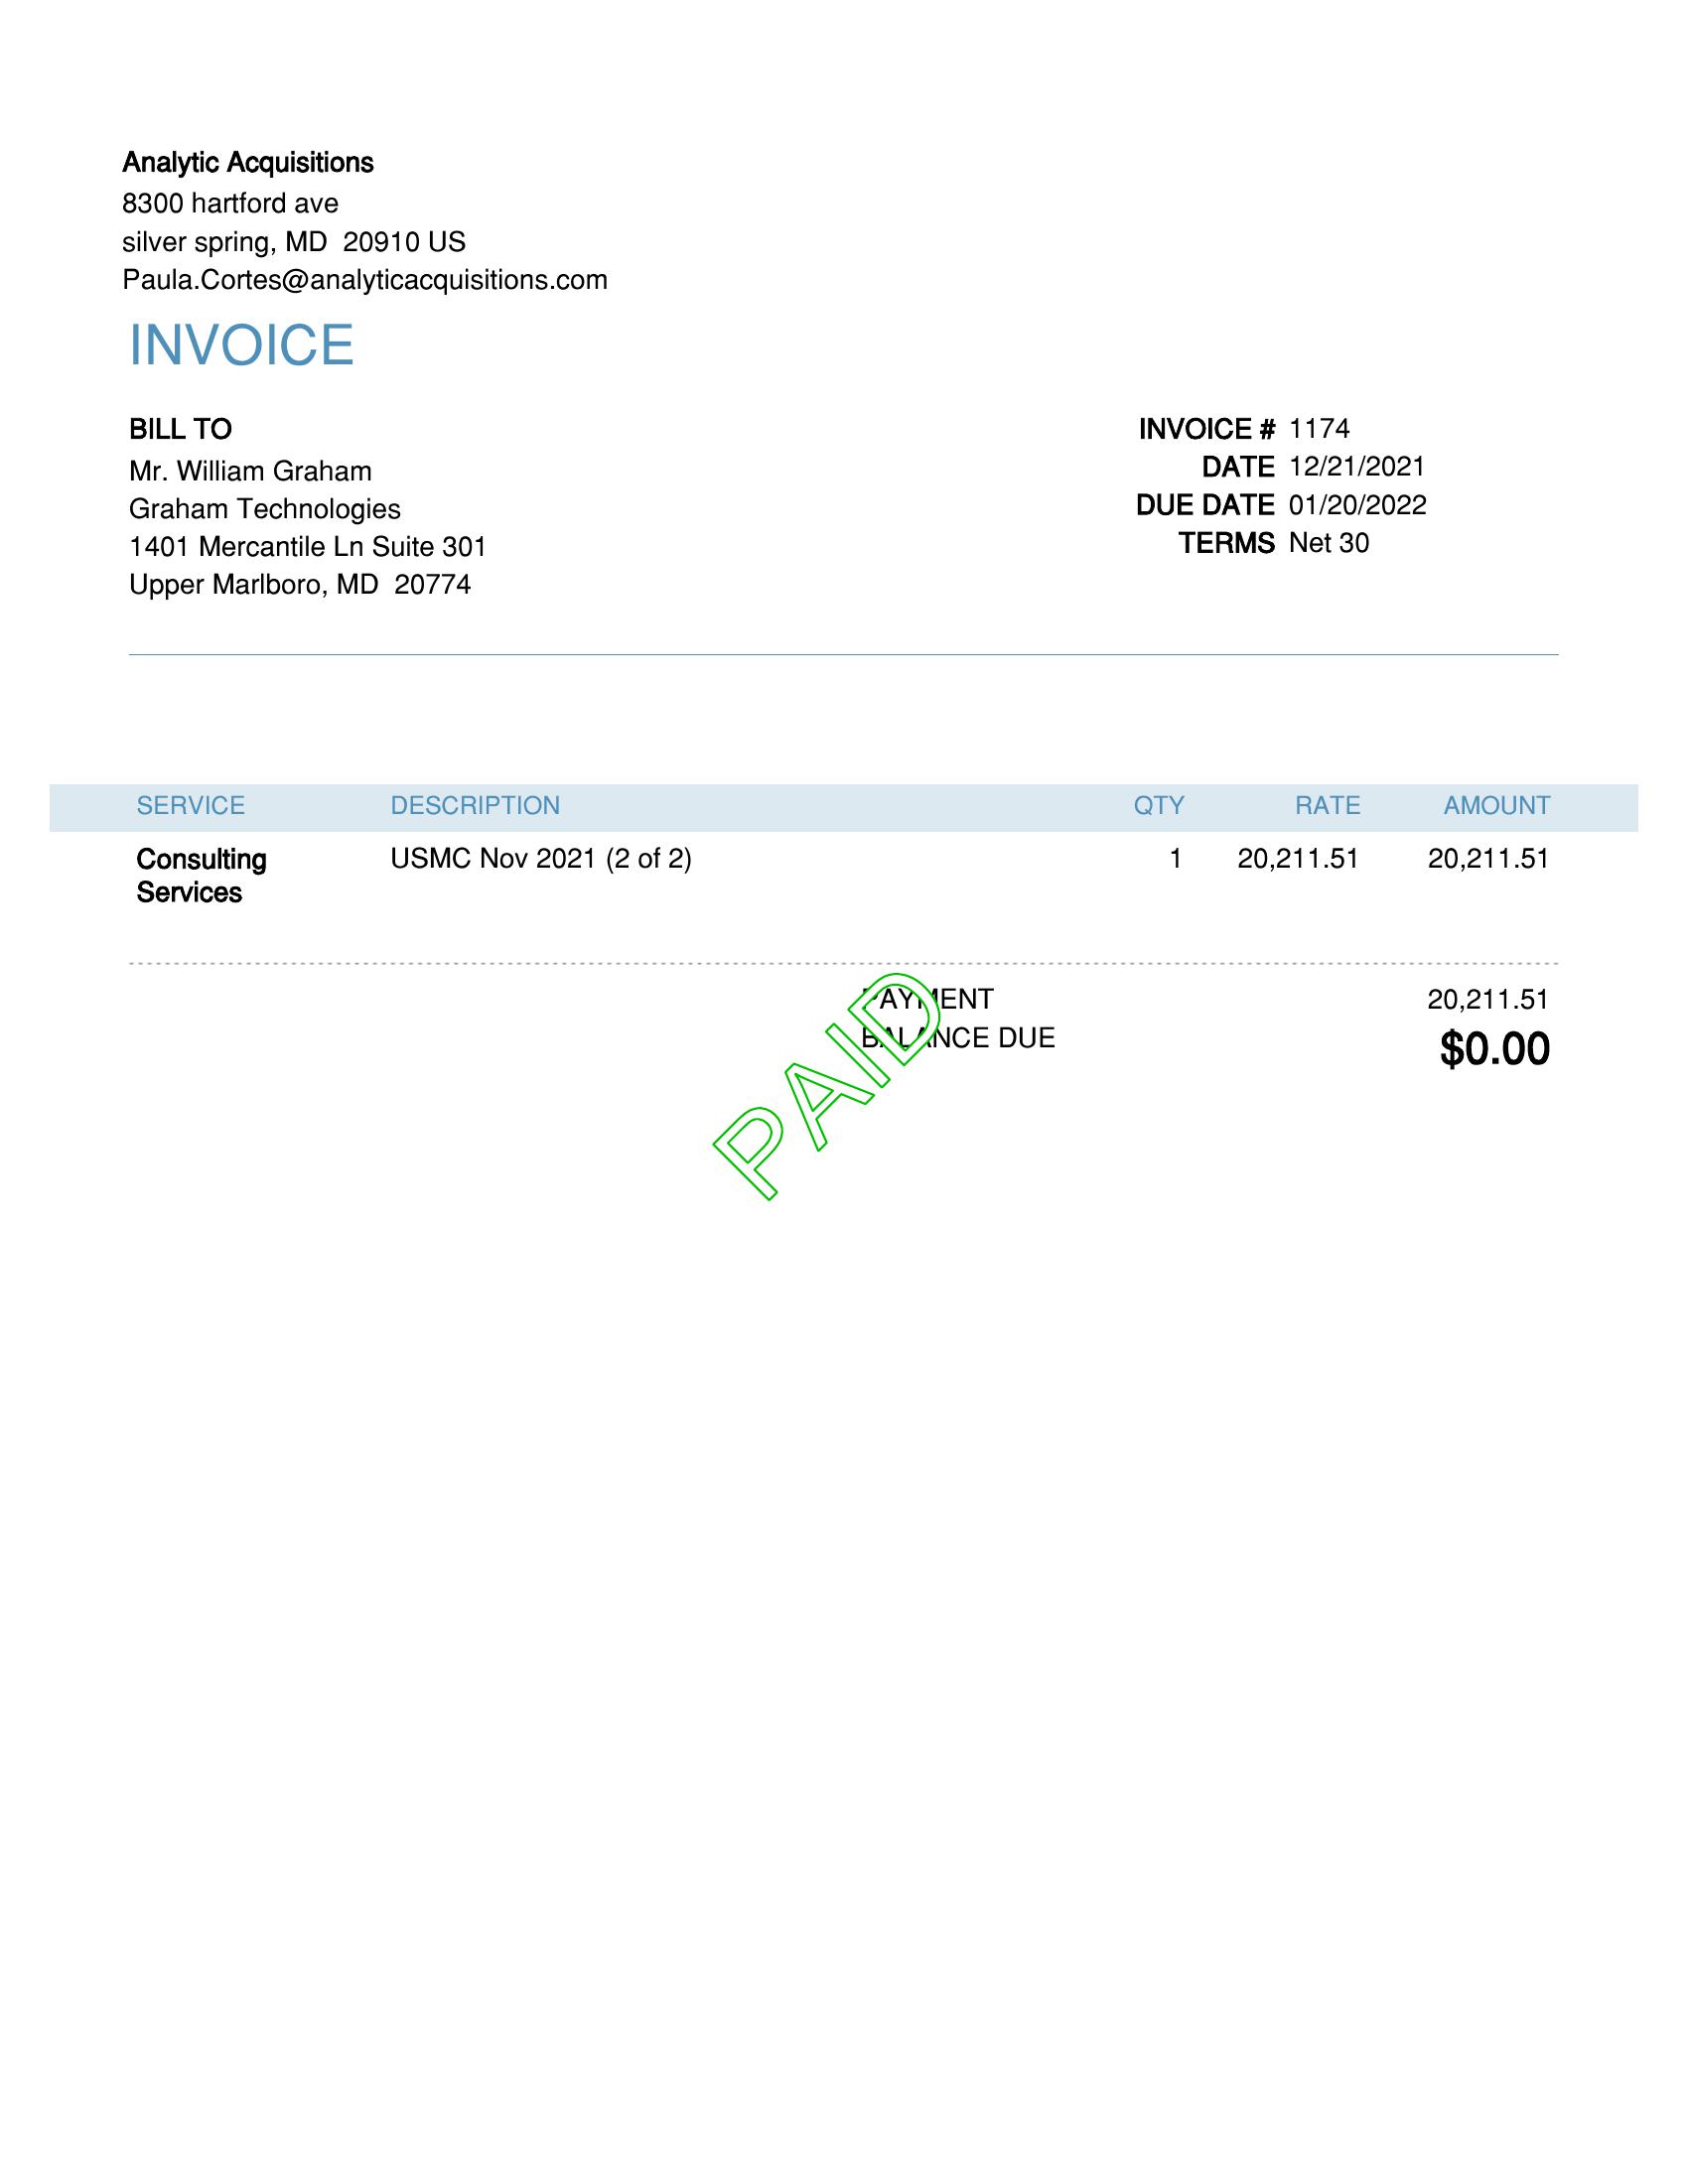 Analytic Acquisitions
8300 hartford ave
silver spring, MD  20910 US
Paula.Cortes@analyticacquisitions.com
INVOICE
BILL TO
Mr. William Graham
Graham Technologies
1401 Mercantile Ln Suite 301
Upper Marlboro, MD  20774
INVOICE # 1174
DATE 12/21/2021
DUE DATE 01/20/2022
TERMS Net 30
SERVICE DESCRIPTION QTY RATE AMOUNT
Consulting USMC Nov 2021 (2 of 2) 1 20,211.51 20,211.51
Services
PAYMENT 20,211.51
BALANCE DUE $0.00
PAID